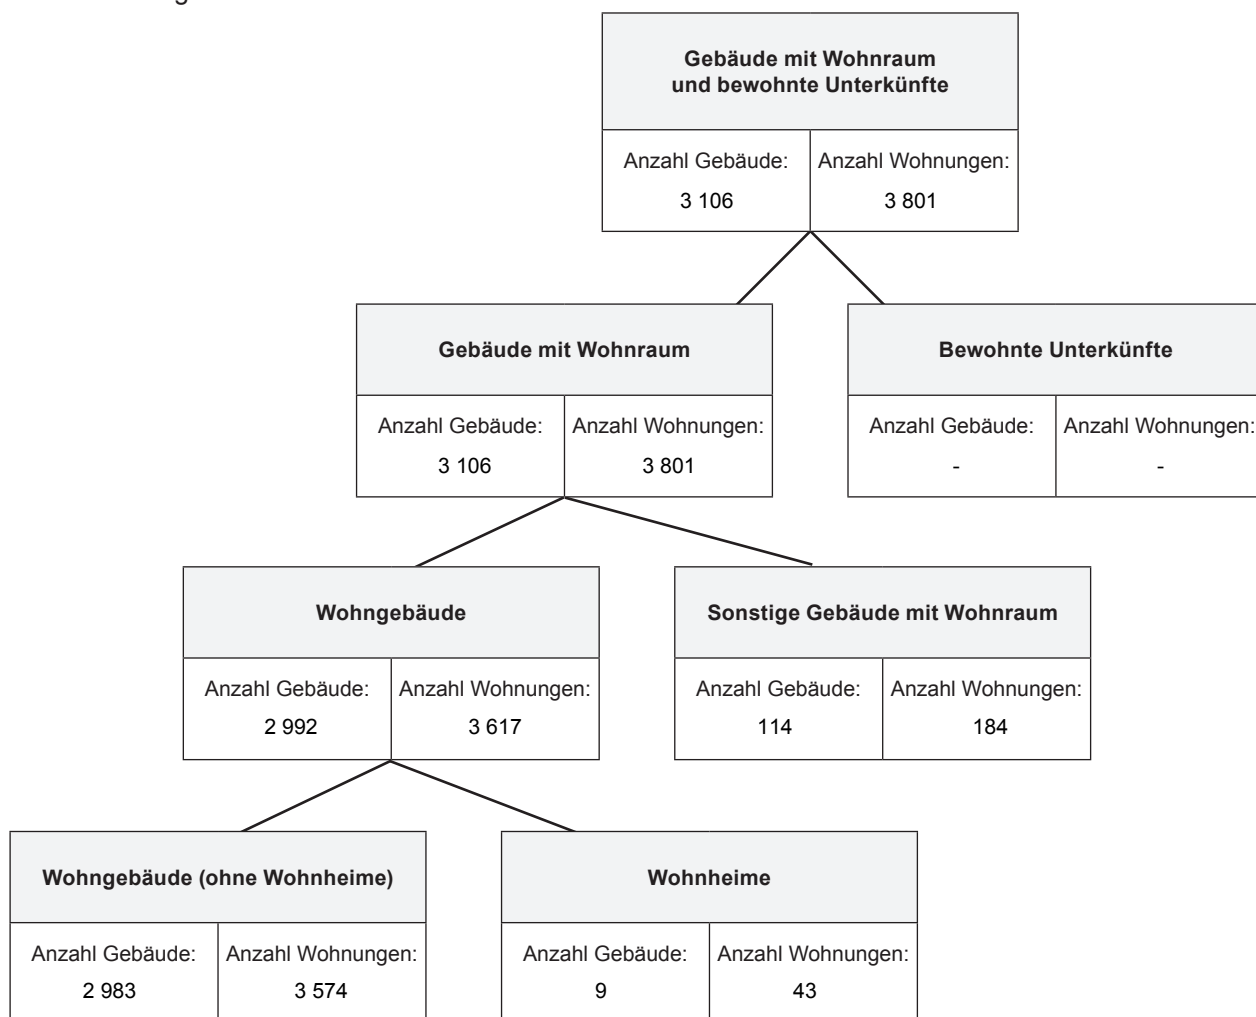 Gebäude mit Wohnraum
und bewohnte Unterkünfte
Anzahl Gebäude: Anzahl Wohnungen:
3 106 3 801
Gebäude mit Wohnraum Bewohnte Unterkünfte
Anzahl Gebäude: Anzahl Wohnungen: Anzahl Gebäude: Anzahl Wohnungen:
3 106 3 801 - -
Wohngebäude Sonstige Gebäude mit Wohnraum
Anzahl Gebäude: Anzahl Wohnungen: Anzahl Gebäude: Anzahl Wohnungen:
2 992 3 617 114 184
Wohngebäude (ohne Wohnheime) Wohnheime
Anzahl Gebäude: Anzahl Wohnungen: Anzahl Gebäude: Anzahl Wohnungen:
2 983 3 574 9 43